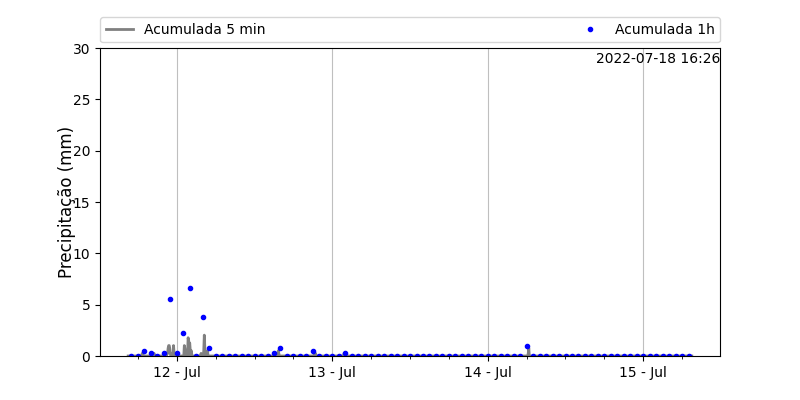 Acumulada 5 min
Acumulada 1h
2022-07-18 16:26
Precipitação (mm)
30
25
20
15
10
5
0
12 - Jul
13 - Jul
14 - Jul
15 - Jul